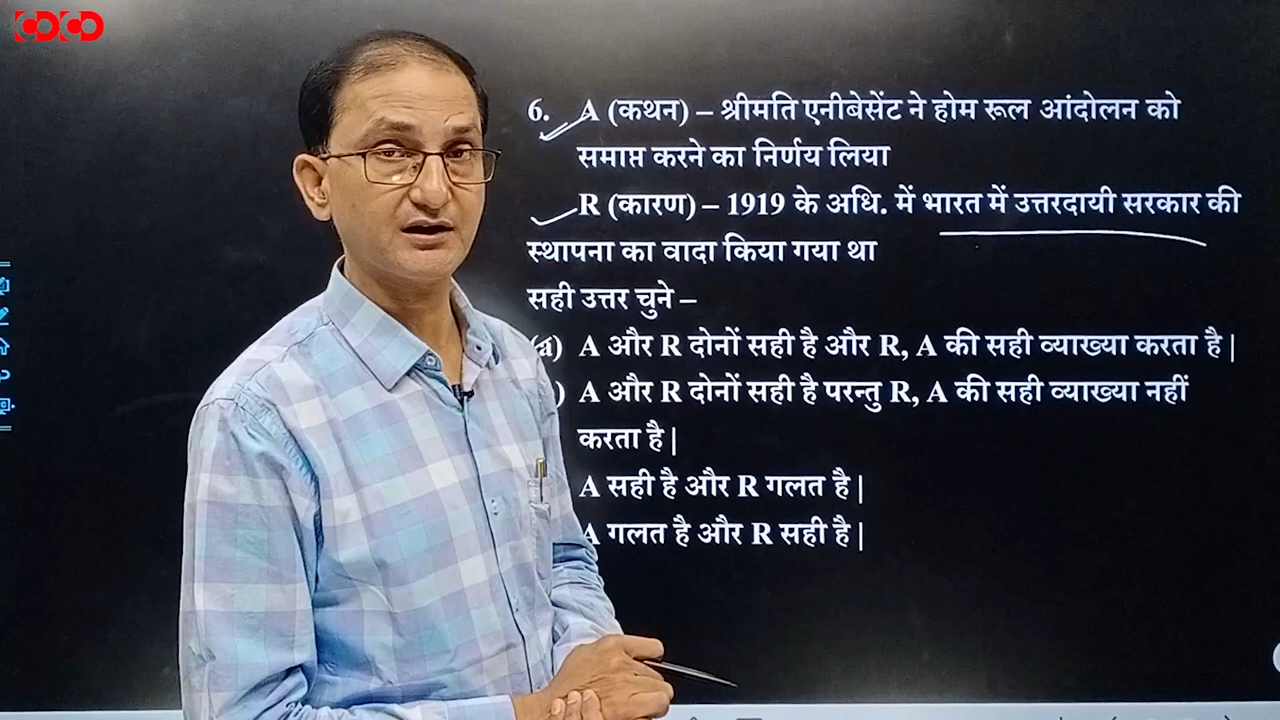 6. A (कथन) – श्रीमति एनीबेसेंट ने होम रूल आंदोलन को
समाप्त करने का निर्णय लिया
R (कारण) – 1919 के अधि. में भारत में उत्तरदायी सरकार की
स्थापना का वादा किया गया था
सही उत्तर चुने –
(a) A और R दोनों सही है और R, A की सही व्याख्या करता है |
) A और R दोनों सही है परन्तु R, A की सही व्याख्या नहीं
करता है |
A सही है और R गलत है |
A गलत है और R सही है |